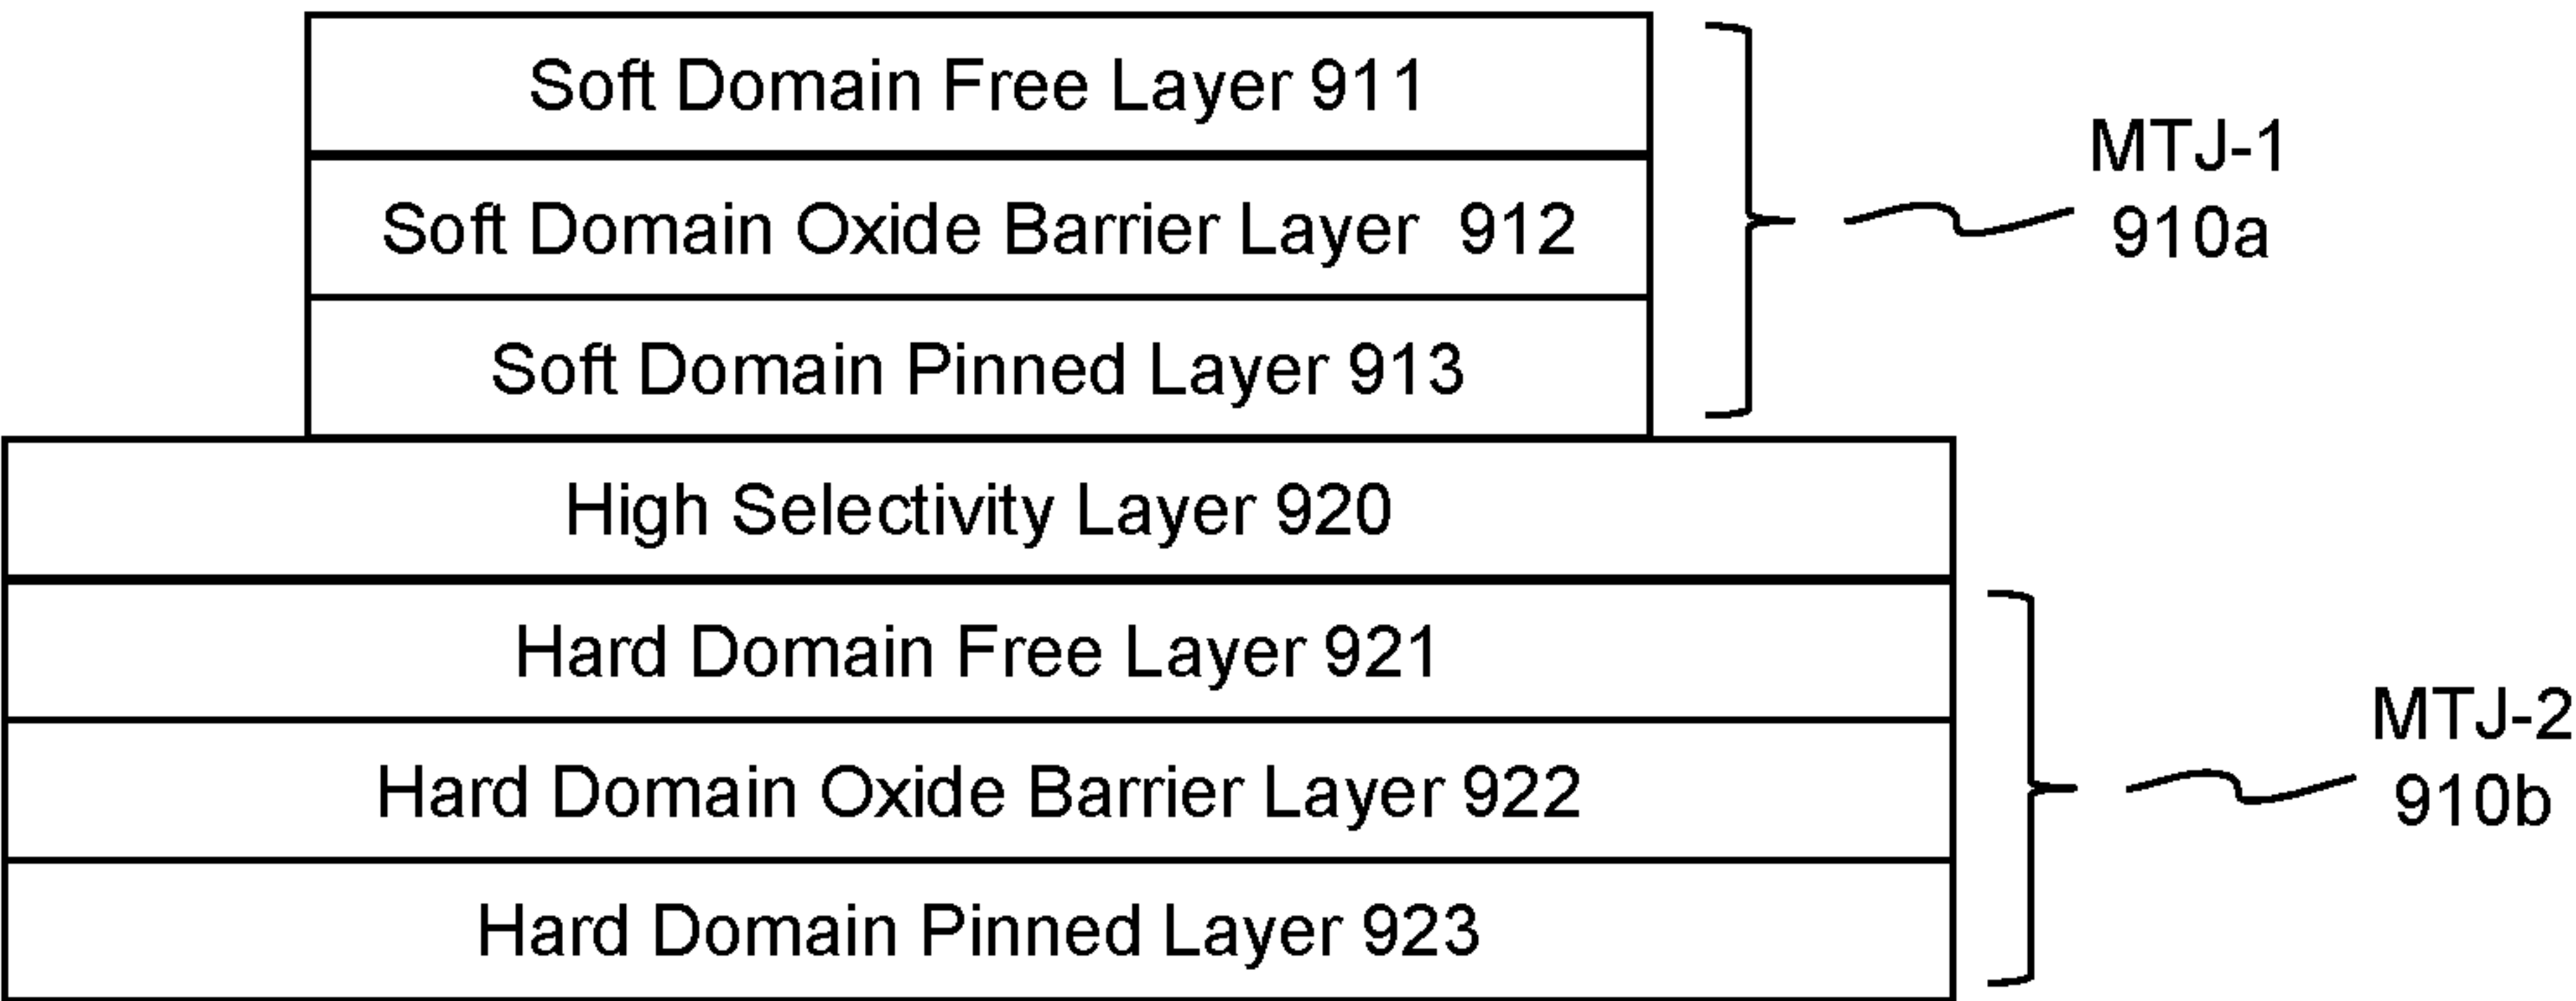 Soft Domain Free Layer 911
Soft Domain Oxide Barrier Layer 912
Soft Domain Pinned Layer 913
MTJ-1
910a
High Selectivity Layer 920
Hard Domain Free Layer 921
Hard Domain Oxide Barrier Layer 922
Hard Domain Pinned Layer 923
MTJ-2
910b